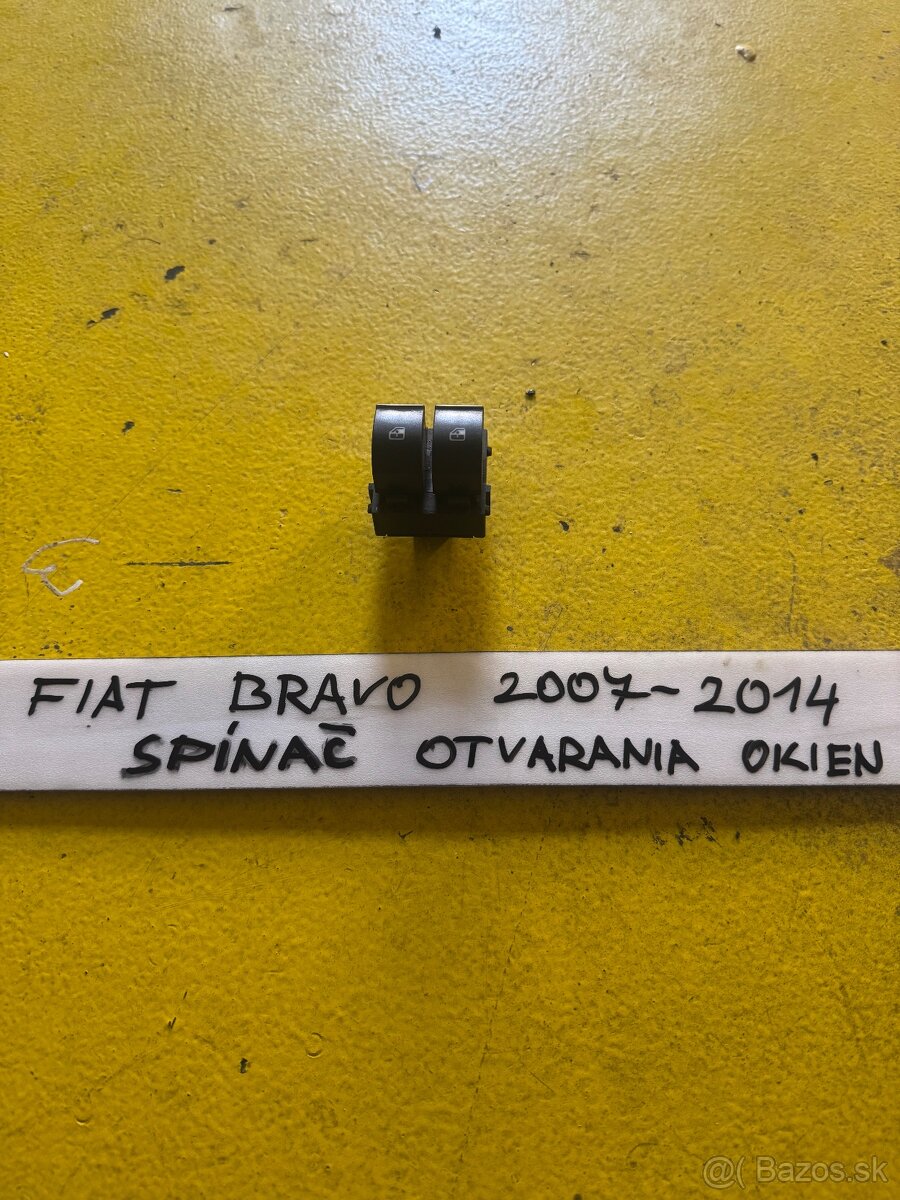 FIAT BRAVO 2007-2014
SPÍNAČ OTVARANIA OKIEN
@( Bazos.sk